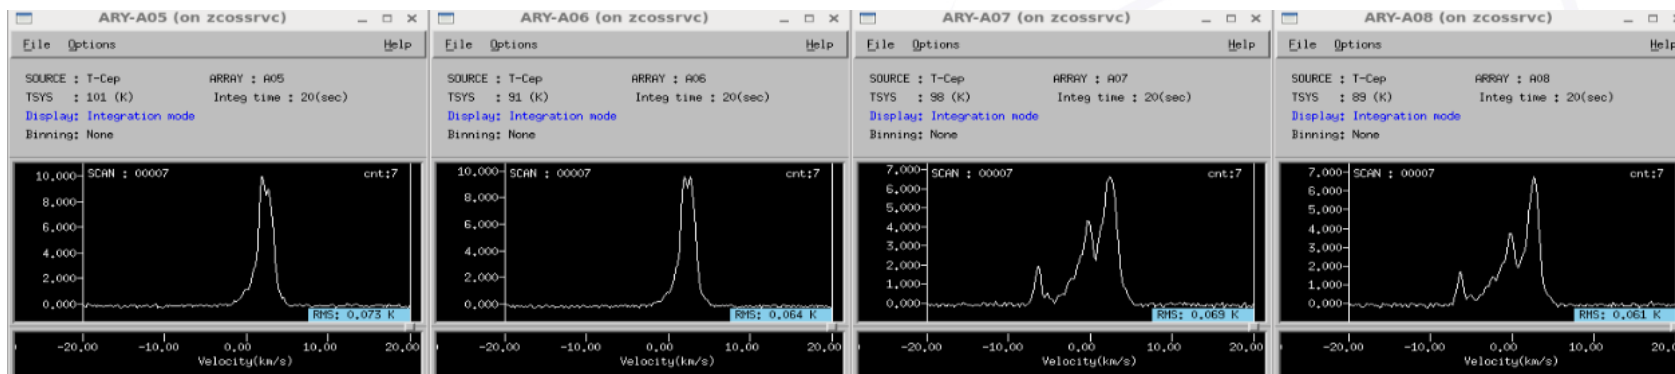 ARY-A05 (on zcossrvc)
File Options Help
SOURCE : T-Cep ARRAY : A05
TSYS : 101 (K) Integ time : 20(sec)
Display: Integration mode
Binning: None
SCAN : 00007 cnt:7
10.000
8.000
6.000
4.000
2.000
0.000
RMS: 0.073 K
-20.00 -10.00 0.00 10.00 20.00
Velocity(km/s)
ARY-A06 (on zcossrvc)
File Options Help
SOURCE : T-Cep ARRAY : A06
TSYS : 91 (K) Integ time : 20(sec)
Display: Integration mode
Binning: None
SCAN : 00007 cnt:7
10.000
8.000
6.000
4.000
2.000
0.000
RMS: 0.064 K
-20.00 -10.00 0.00 10.00 20.00
Velocity(km/s)
ARY-A07 (on zcossrvc)
File Options Help
SOURCE : T-Cep ARRAY : A07
TSYS : 98 (K) Integ time : 20(sec)
Display: Integration mode
Binning: None
SCAN : 00007 cnt:7
7.000
6.000
5.000
4.000
3.000
2.000
1.000
0.000
RMS: 0.069 K
-20.00 -10.00 0.00 10.00 20.00
Velocity(km/s)
ARY-A08 (on zcossrvc)
File Options Help
SOURCE : T-Cep ARRAY : A08
TSYS : 89 (K) Integ time : 20(sec)
Display: Integration mode
Binning: None
SCAN : 00007 cnt:7
7.000
6.000
5.000
4.000
3.000
2.000
1.000
0.000
RMS: 0.061 K
-20.00 -10.00 0.00 10.00 20.0
Velocity(km/s)